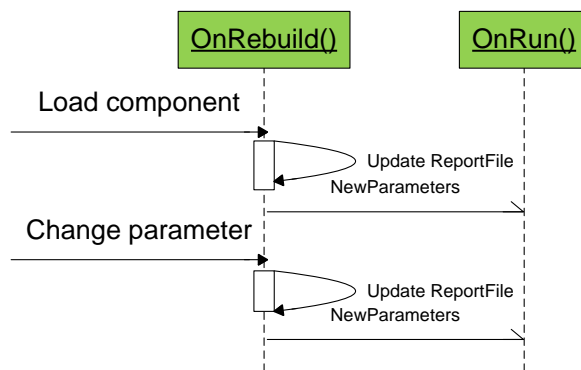 OnRebuild()
OnRun()
Load component
Update ReportFile
NewParameters
Change parameter
Update ReportFile
NewParameters